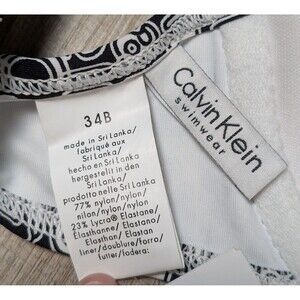 34B
made in Sri Lanka/
fabriqué aux
Sri Lanka/
hecho en Sri Lanka
hergestellt in den
Sri Lanka/
prodotto nelle Sri Lanka
77% nylon/nylon/
nilon/nylon/nylon
23% Lycra® Elastane/
Élasthanne/Elastano/
Elasthan/Elastan
liner/doublure/forro/
futter/fodera:
Calvin Klein
swimwear